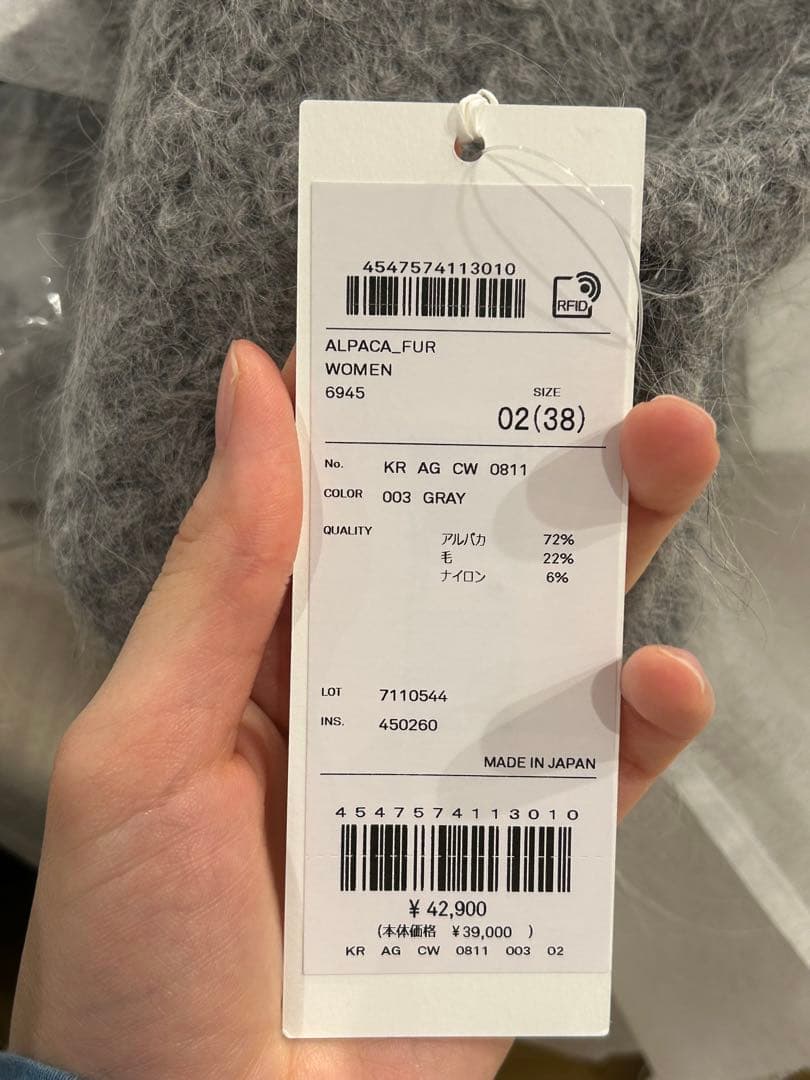 4547574113010
RFID
ALPACA_FUR
WOMEN
6945
SIZE
02(38)
No. KR AG CW 0811
COLOR 003 GRAY
QUALITY
アルパカ 72%
毛 22%
ナイロン 6%
LOT 7110544
INS. 450260
MADE IN JAPAN
4547574113010
¥ 42,900
(本体価格 ¥39,000 )
KR AG CW 0811 003 02